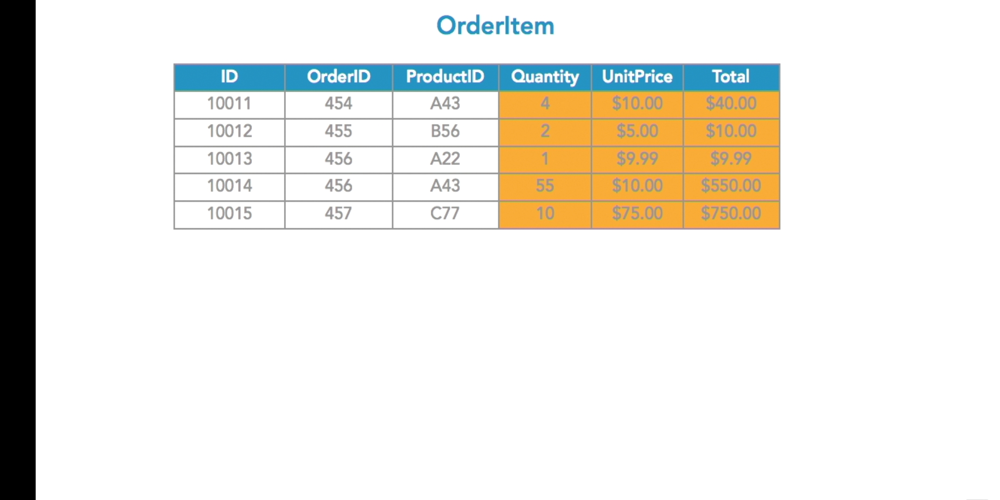 OrderItem
ID OrderID ProductID Quantity UnitPrice Total
10011 454 A43 4 $10.00 $40.00
10012 455 B56 2 $5.00 $10.00
10013 456 A22 1 $9.99 $9.99
10014 456 A43 55 $10.00 $550.00
10015 457 C77 10 $75.00 $750.00